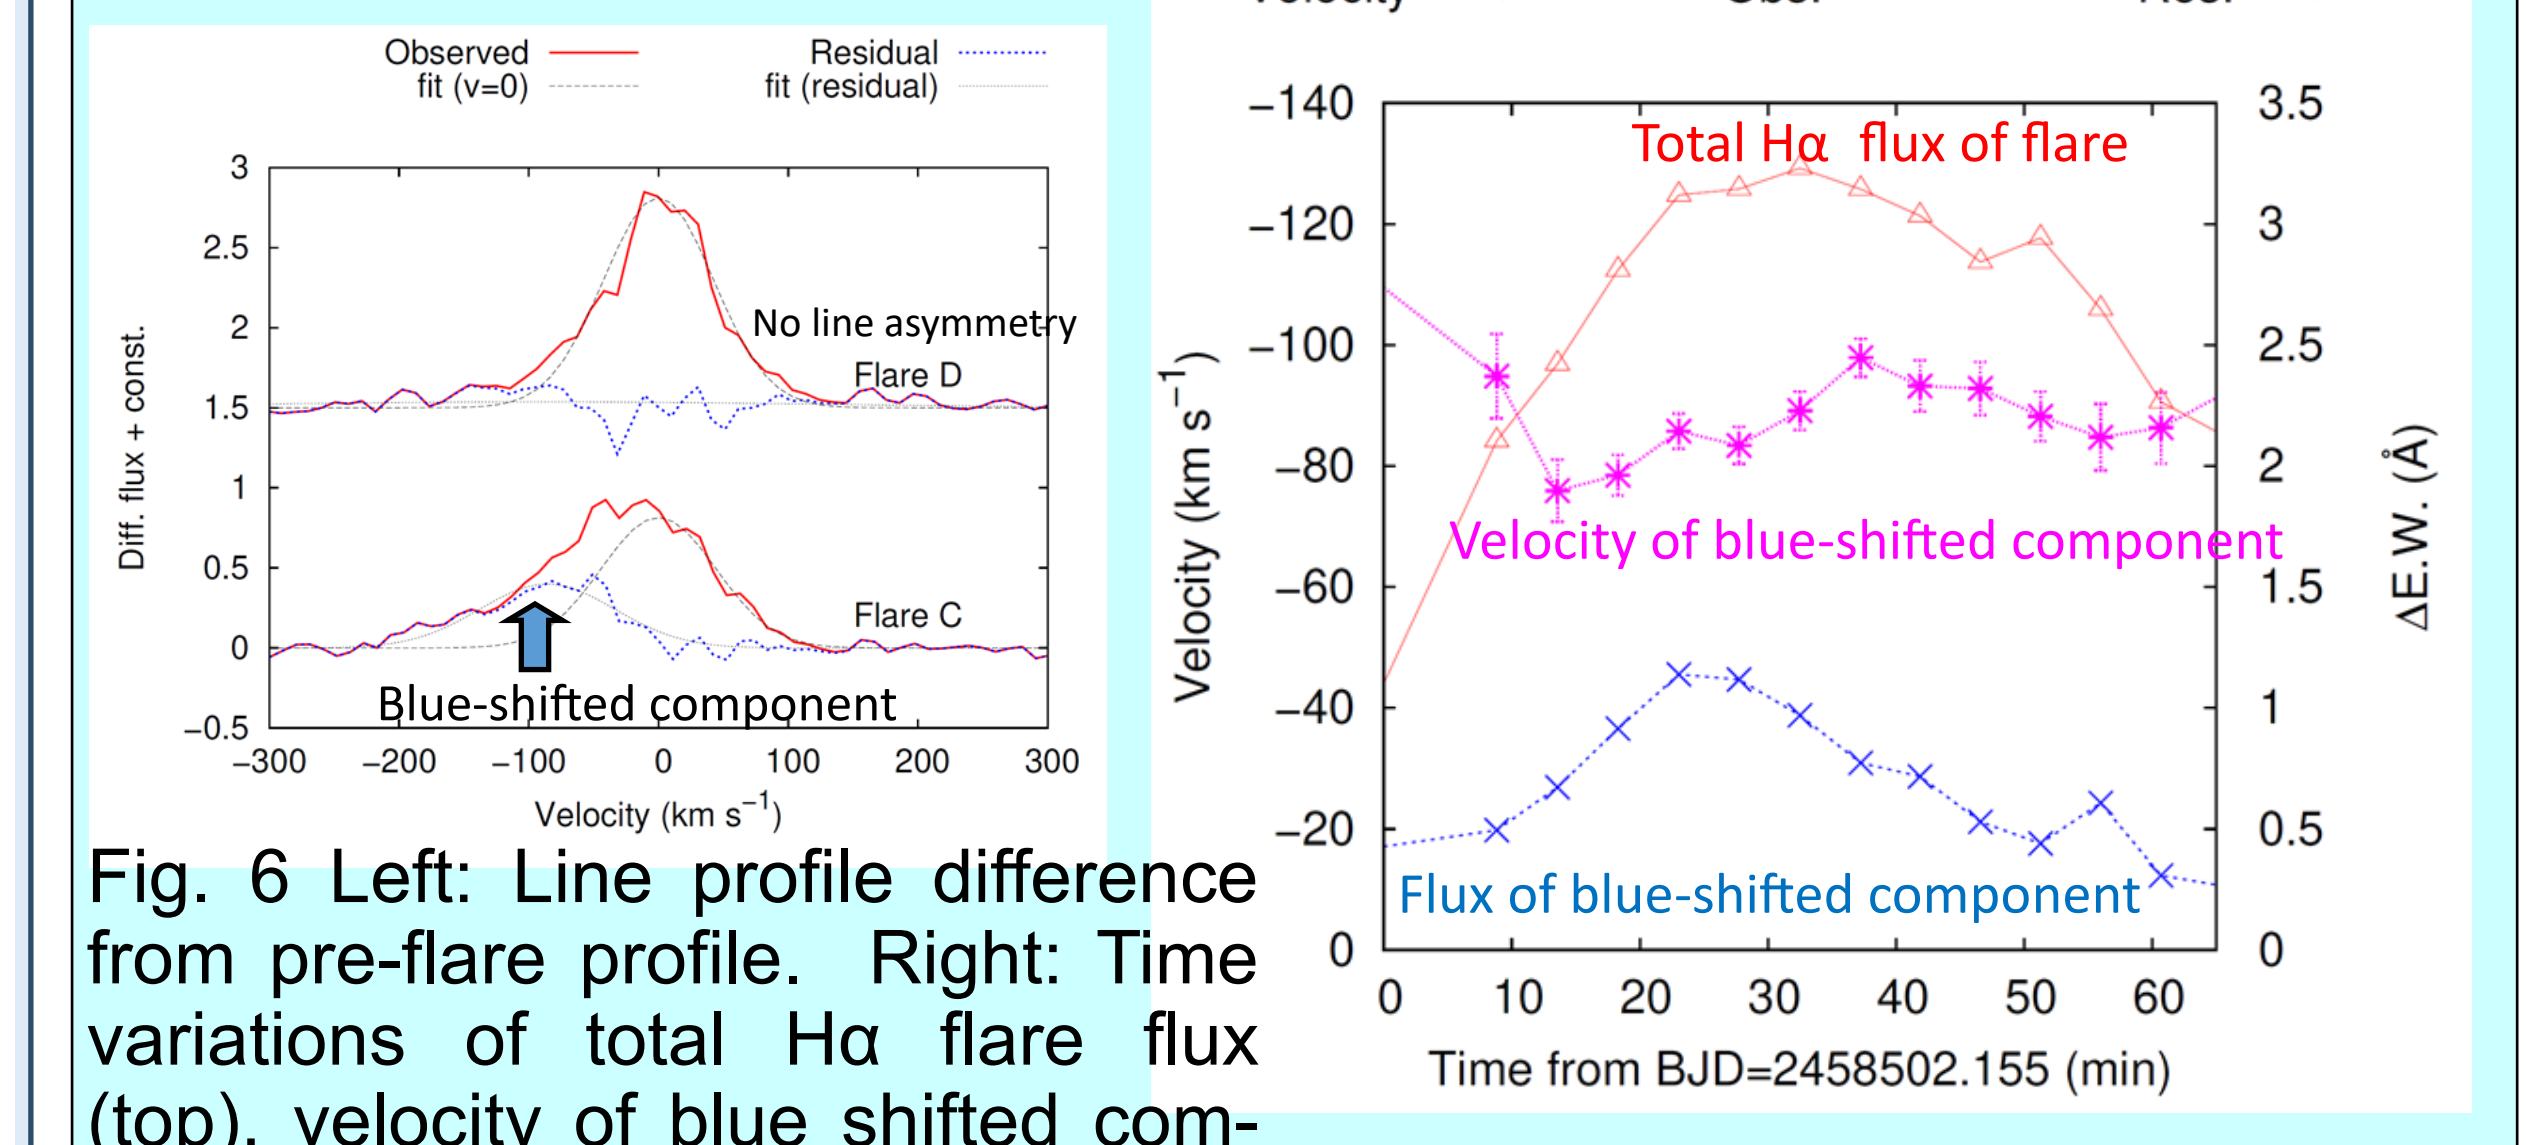 Observed
fit (v=0)
Residual
fit (residual)
3
2.5
2
1.5
1
0.5
0
−0.5
Diff. flux + const.
No line asymmetry
Flare D
Flare C
Blue-shifted component
−300 −200 −100 0 100 200 300
Velocity (km s−1)
−140
−120
−100
−80
−60
−40
−20
0
Velocity (km s−1)
Total Hα flux of flare
Velocity of blue-shifted component
Flux of blue-shifted component
3.5
3
2.5
2
1.5
1
0.5
0
ΔE.W. (Å)
0 10 20 30 40 50 60
Time from BJD=2458502.155 (min)
Fig. 6 Left: Line profile difference
from pre-flare profile. Right: Time
variations of total Hα flare flux
(top), velocity of blue shifted com-